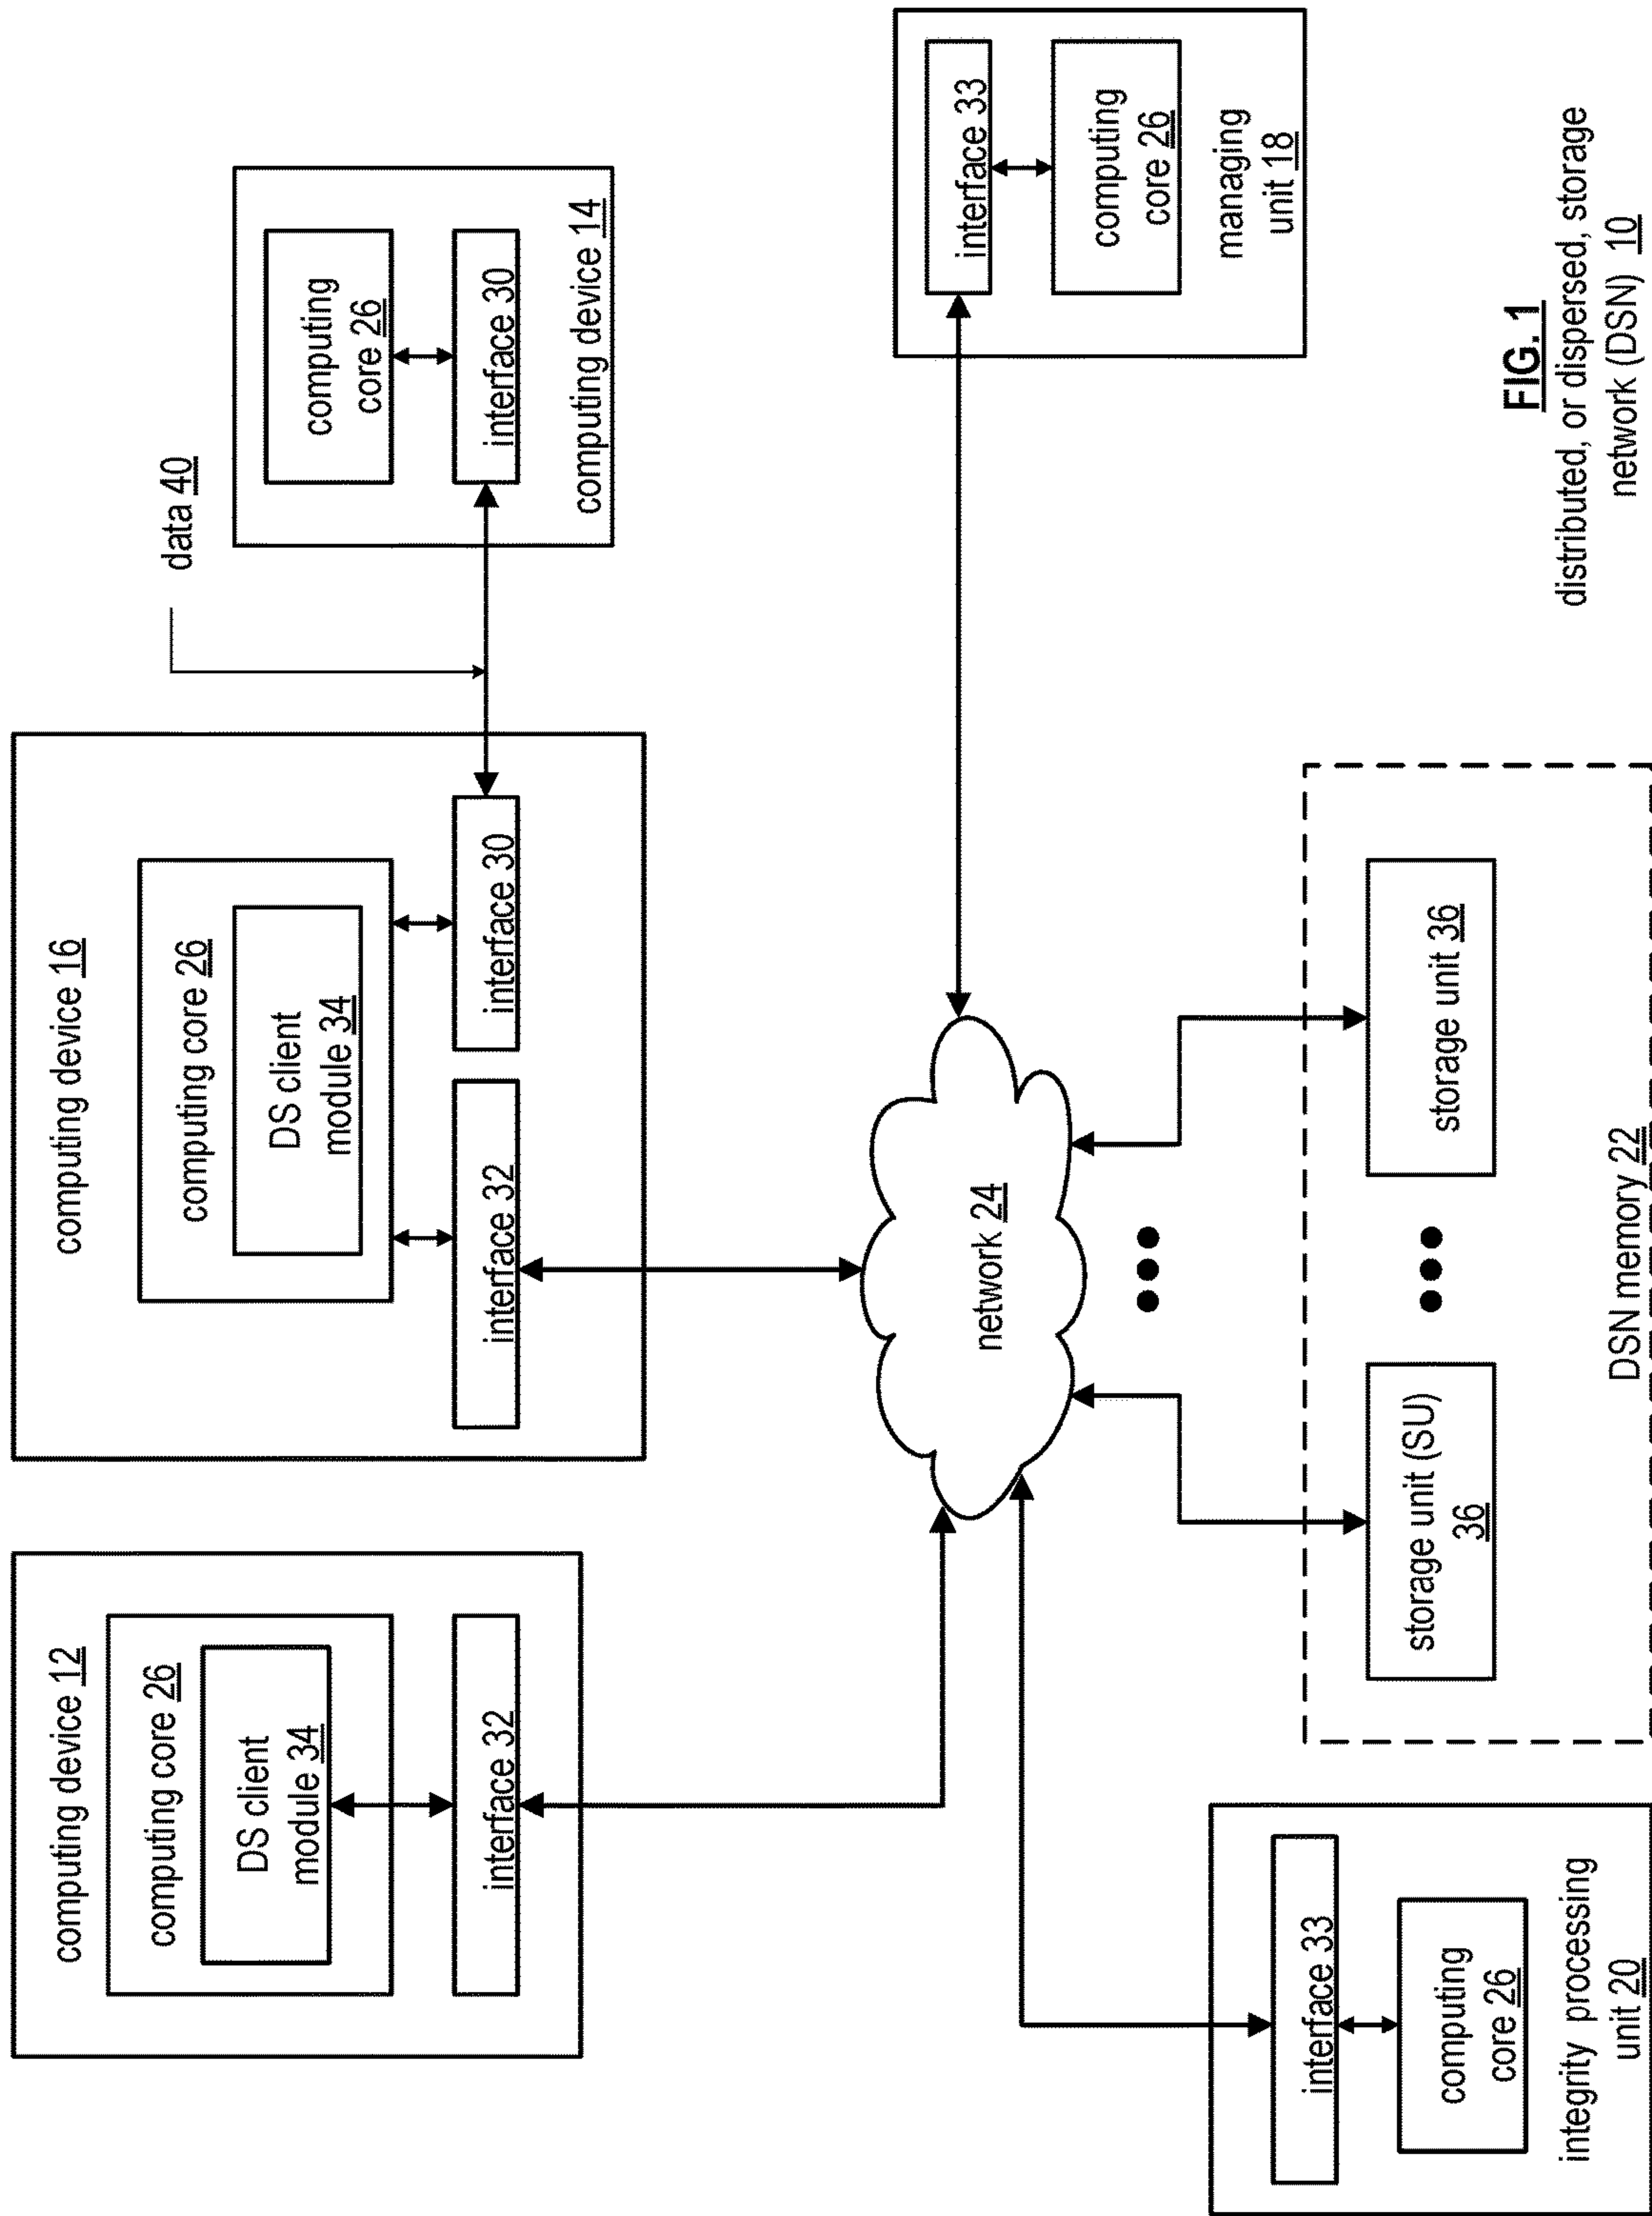 computing device 12
computing core 26
DS client
module 34
interface 32
computing device 16
computing core 26
DS client
module 34
interface 32
interface 30
data 40
computing
core 26
interface 30
computing device 14
network 24
interface 33
computing
core 26
managing
unit 18
interface 33
computing
core 26
integrity processing
unit 20
storage unit (SU)
36
storage unit 36
DSN memory 22
FIG. 1
distributed, or dispersed, storage
network (DSN) 10